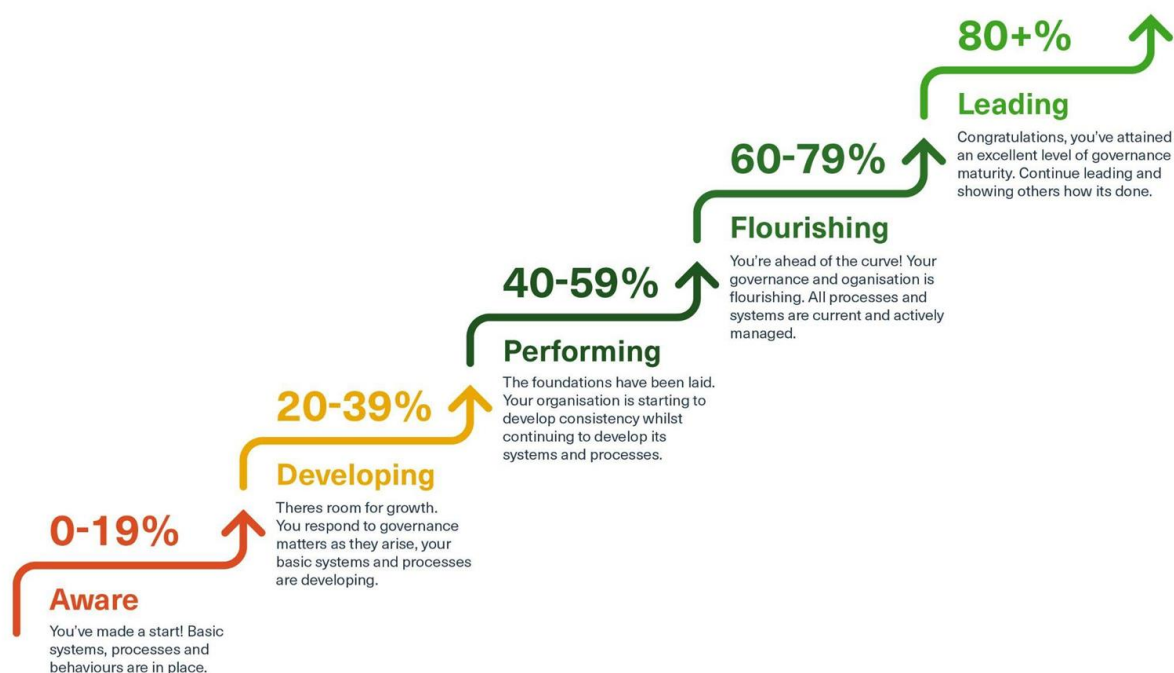 80+%
Leading
Congratulations, you've attained
an excellent level of governance
maturity. Continue leading and
showing others how its done.
60-79%
Flourishing
You're ahead of the curve! Your
governance and oganisation is
flourishing. All processes and
systems are current and actively
managed.
40-59%
Performing
The foundations have been laid.
Your organisation is starting to
develop consistency whilst
continuing to develop its
systems and processes.
20-39%
Developing
Theres room for growth.
You respond to governance
matters as they arise, your
basic systems and processes
are developing.
0-19%
Aware
You've made a start! Basic
systems, processes and
behaviours are in place.